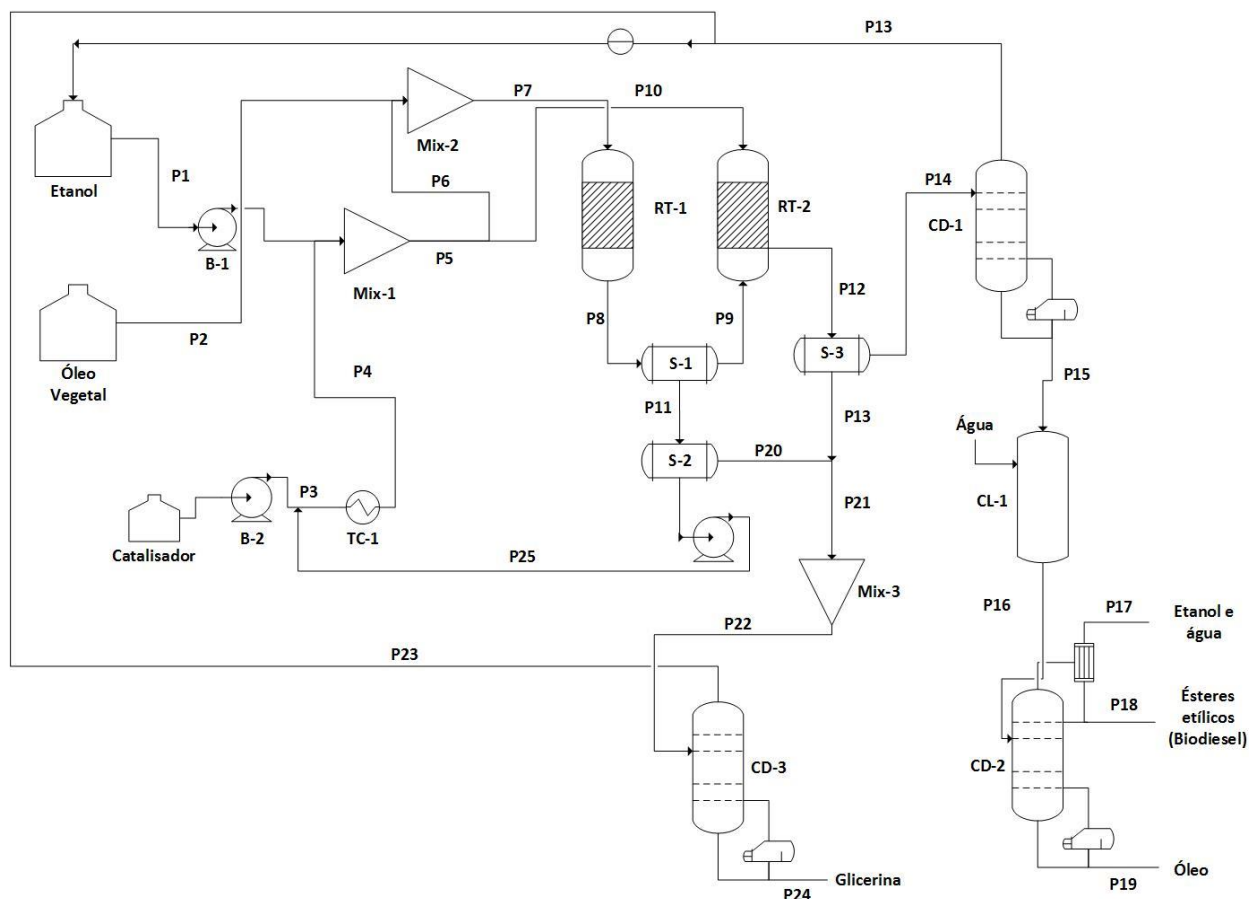 P13
P7
P10
Mix-2
P1
Etanol
P6
RT-1
RT-2
P14
CD-1
B-1
P5
Mix-1
P2
P12
P8
P9
S-3
S-1
Óleo
Vegetal
P4
P15
P11
P13
Água
S-2
P20
P3
P21
CL-1
Catalisador
B-2
TC-1
P25
Mix-3
P16
P17
Etanol e
água
P22
P23
P18
Ésteres
etílicos
(Biodiesel)
CD-3
CD-2
Glicerina
P24
P19
Óleo